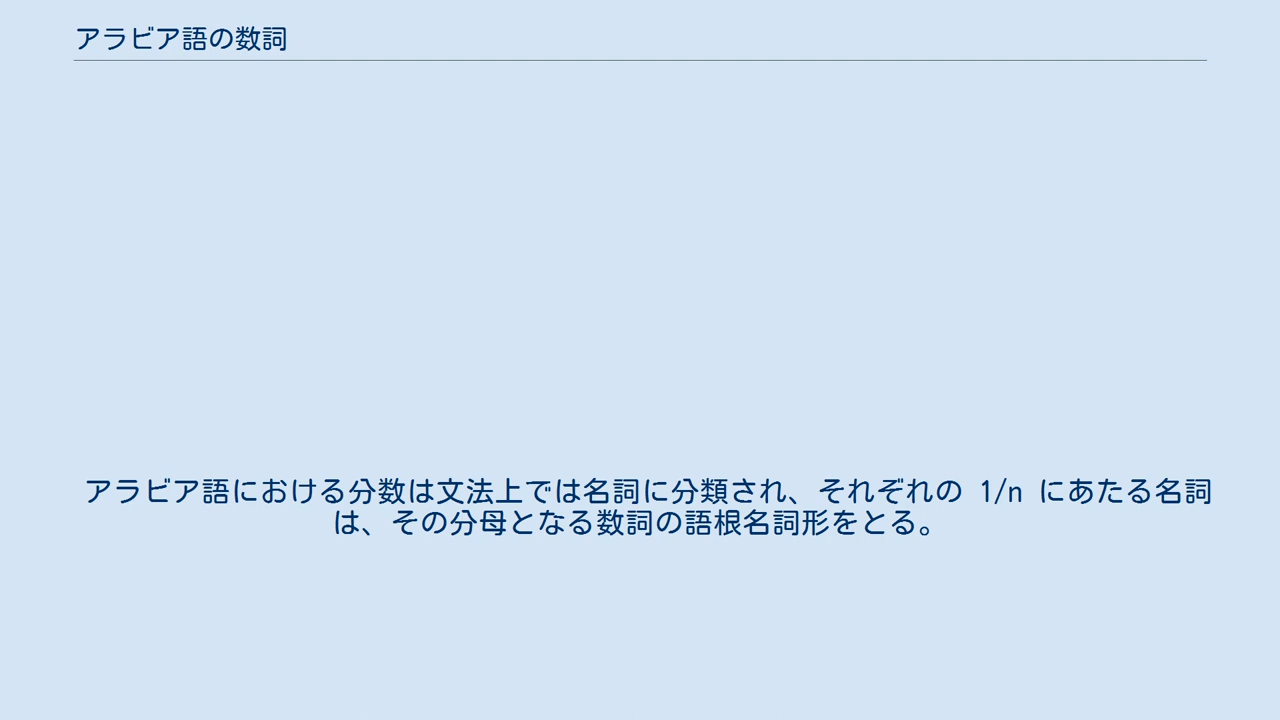 アラビア語の数詞
アラビア語における分数は文法上では名詞に分類され、それぞれの 1/n にあたる名詞
は、その分母となる数詞の語根名詞形をとる。